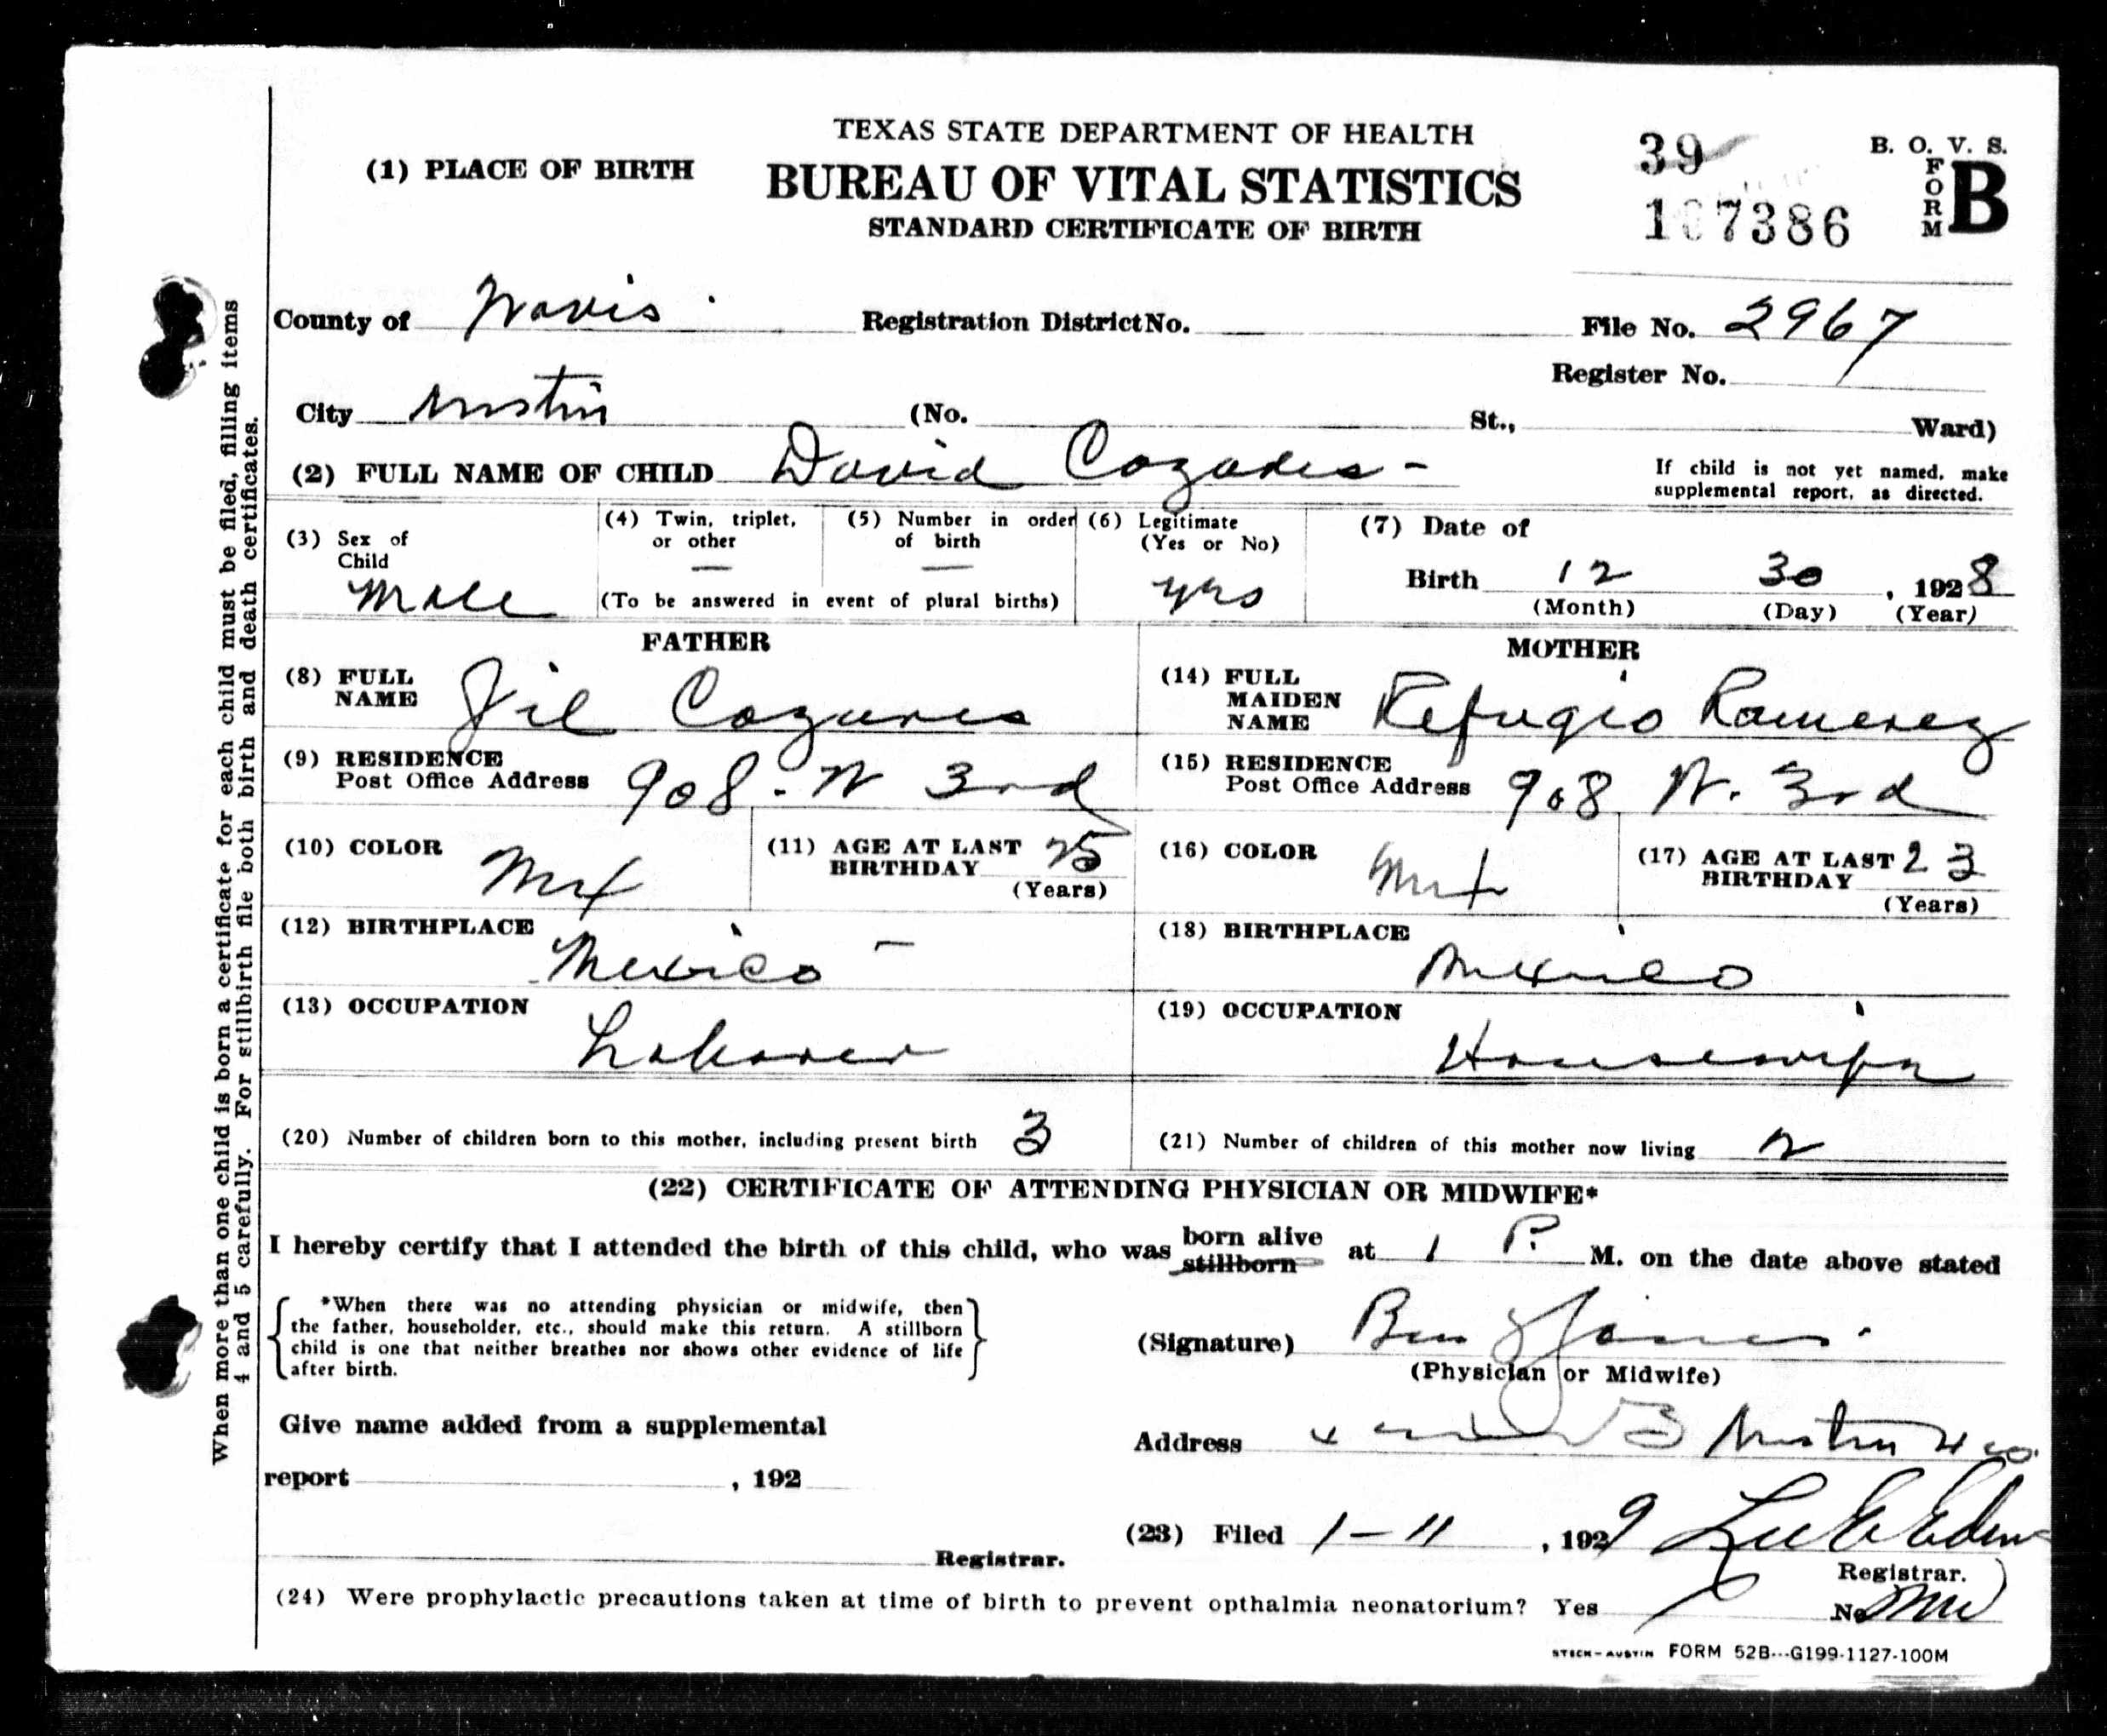 TEXAS STATE DEPARTMENT OF HEALTH
(1) PLACE OF BIRTH
BUREAU OF VITAL STATISTICS
STANDARD CERTIFICATE OF BIRTH
39
107386
B. O. V. S.
FORM B
County of Travis Registration District No. File No. 2967
Register No.
City Austin (No. St., Ward)
(2) FULL NAME OF CHILD David Cazares -
If child is not yet named, make
supplemental report, as directed.
(3) Sex of Child Male
(4) Twin, triplet, or other —
(5) Number in order of birth —
(To be answered in event of plural births)
(6) Legitimate (Yes or No) yes
(7) Date of
Birth 12 30, 1928
(Month) (Day) (Year)
FATHER
(8) FULL NAME Gil Cazares
(9) RESIDENCE
Post Office Address 908 - W 3rd
(10) COLOR Mex
(11) AGE AT LAST BIRTHDAY 25
(Years)
(12) BIRTHPLACE Mexico
(13) OCCUPATION Laborer
MOTHER
(14) FULL MAIDEN NAME Refugio Ramerez
(15) RESIDENCE
Post Office Address 908 W. 3rd
(16) COLOR Mex
(17) AGE AT LAST BIRTHDAY 23
(Years)
(18) BIRTHPLACE Mexico
(19) OCCUPATION Housewife
(20) Number of children born to this mother, including present birth 3
(21) Number of children of this mother now living 2
(22) CERTIFICATE OF ATTENDING PHYSICIAN OR MIDWIFE*
I hereby certify that I attended the birth of this child, who was born alive stillborn at 1 P. M. on the date above stated
*When there was no attending physician or midwife, then
the father, householder, etc., should make this return. A stillborn
child is one that neither breathes nor shows other evidence of life
after birth.
(Signature) Ben Jones
(Physician or Midwife)
Give name added from a supplemental
report , 192
Address Austin
(23) Filed 1-11, 1929 Lee E Edens
Registrar.
Registrar.
(24) Were prophylactic precautions taken at time of birth to prevent opthalmia neonatorium? Yes No
STECK-AUSTIN FORM 52B---G199-1127-100M
When more than one child is born a certificate for each child must be filed, filling items
4 and 5 carefully. For stillbirth file both birth and death certificates.